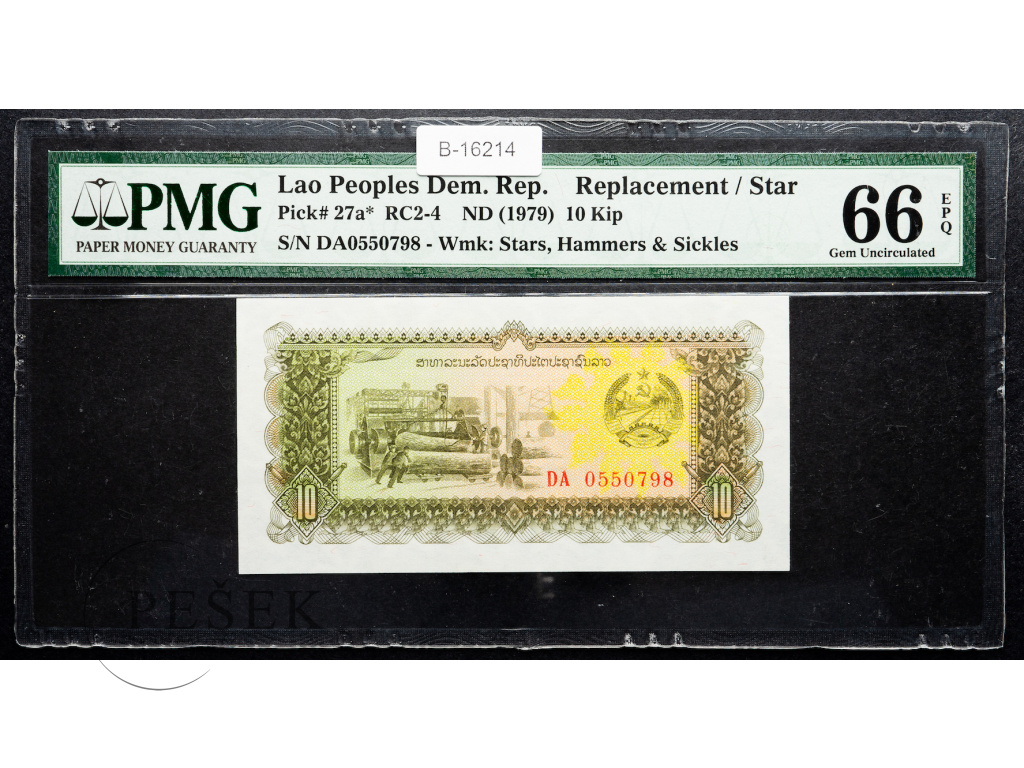 B-16214
PMG
PAPER MONEY GUARANTY
Lao Peoples Dem. Rep. Replacement / Star
Pick# 27a* RC2-4 ND (1979) 10 Kip
S/N DA0550798 - Wmk: Stars, Hammers & Sickles
66 EPQ
Gem Uncirculated
ສາທາລະນະລັດປະຊາທິປະໄຕປະຊາຊົນລາວ
DA 0550798
10 10
PEŠEK